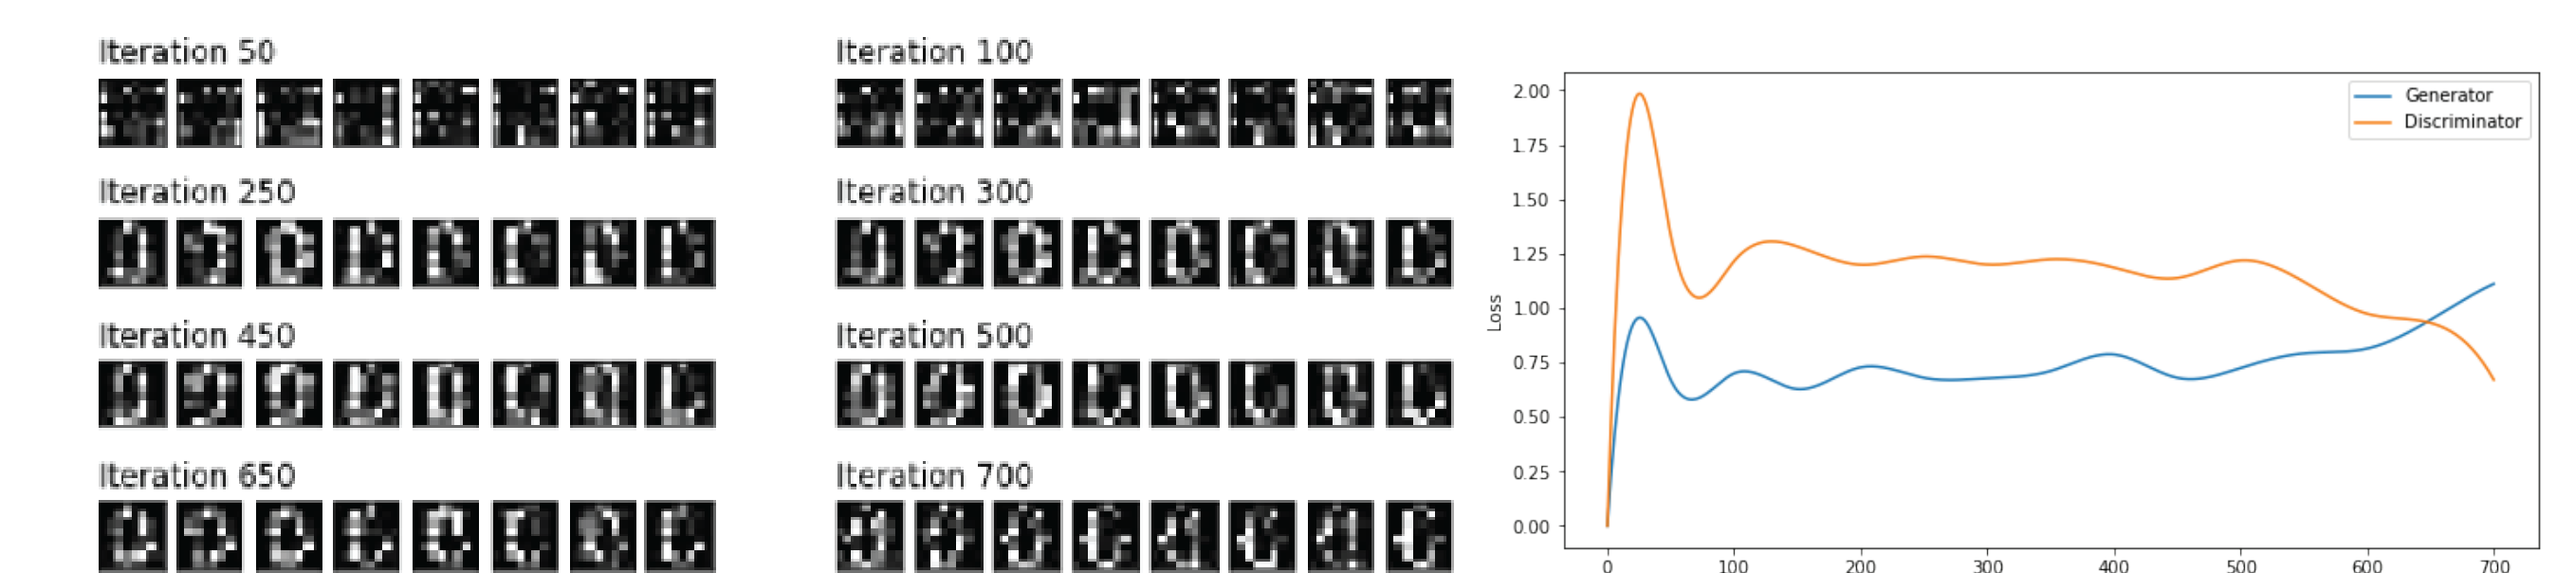 Iteration 50
Iteration 100
Iteration 250
Iteration 300
Iteration 450
Iteration 500
Iteration 650
Iteration 700
Generator
Discriminator
Loss
2.00
1.75
1.50
1.25
1.00
0.75
0.50
0.25
0.00
0 100 200 300 400 500 600 700